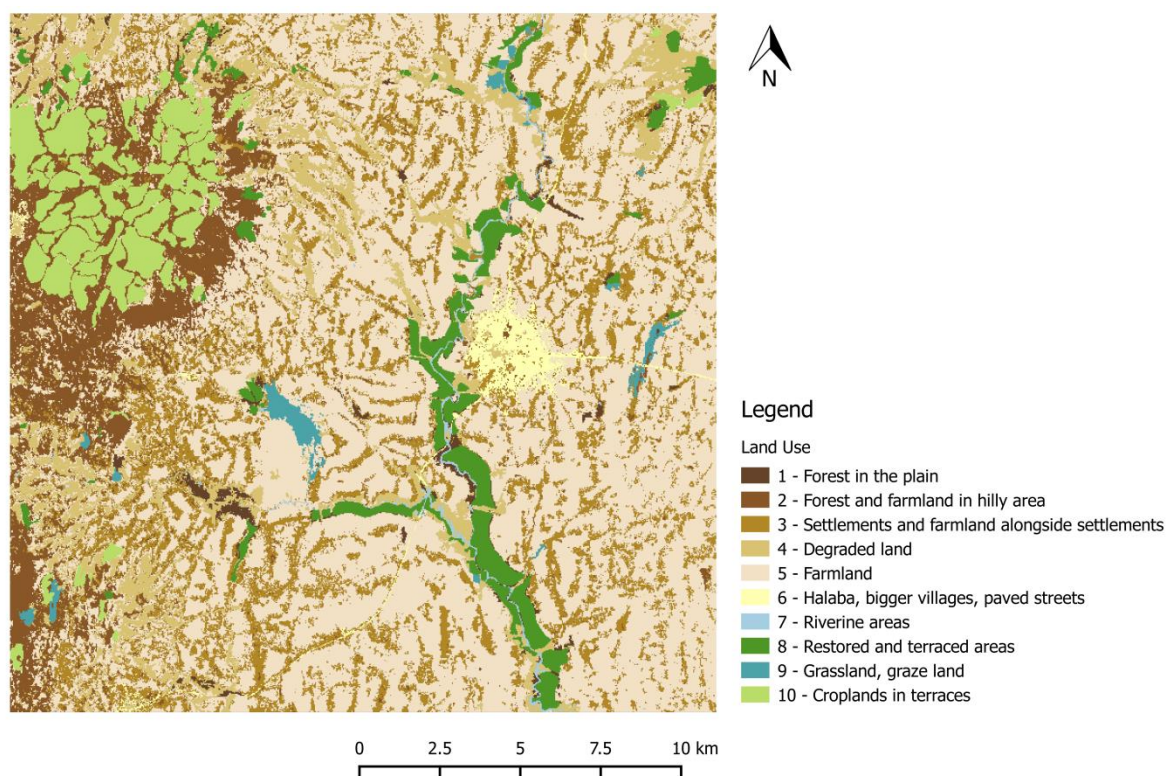 N
Legend
Land Use
1 - Forest in the plain
2 - Forest and farmland in hilly area
3 - Settlements and farmland alongside settlements
4 - Degraded land
5 - Farmland
6 - Halaba, bigger villages, paved streets
7 - Riverine areas
8 - Restored and terraced areas
9 - Grassland, graze land
10 - Croplands in terraces
0 2.5 5 7.5 10 km